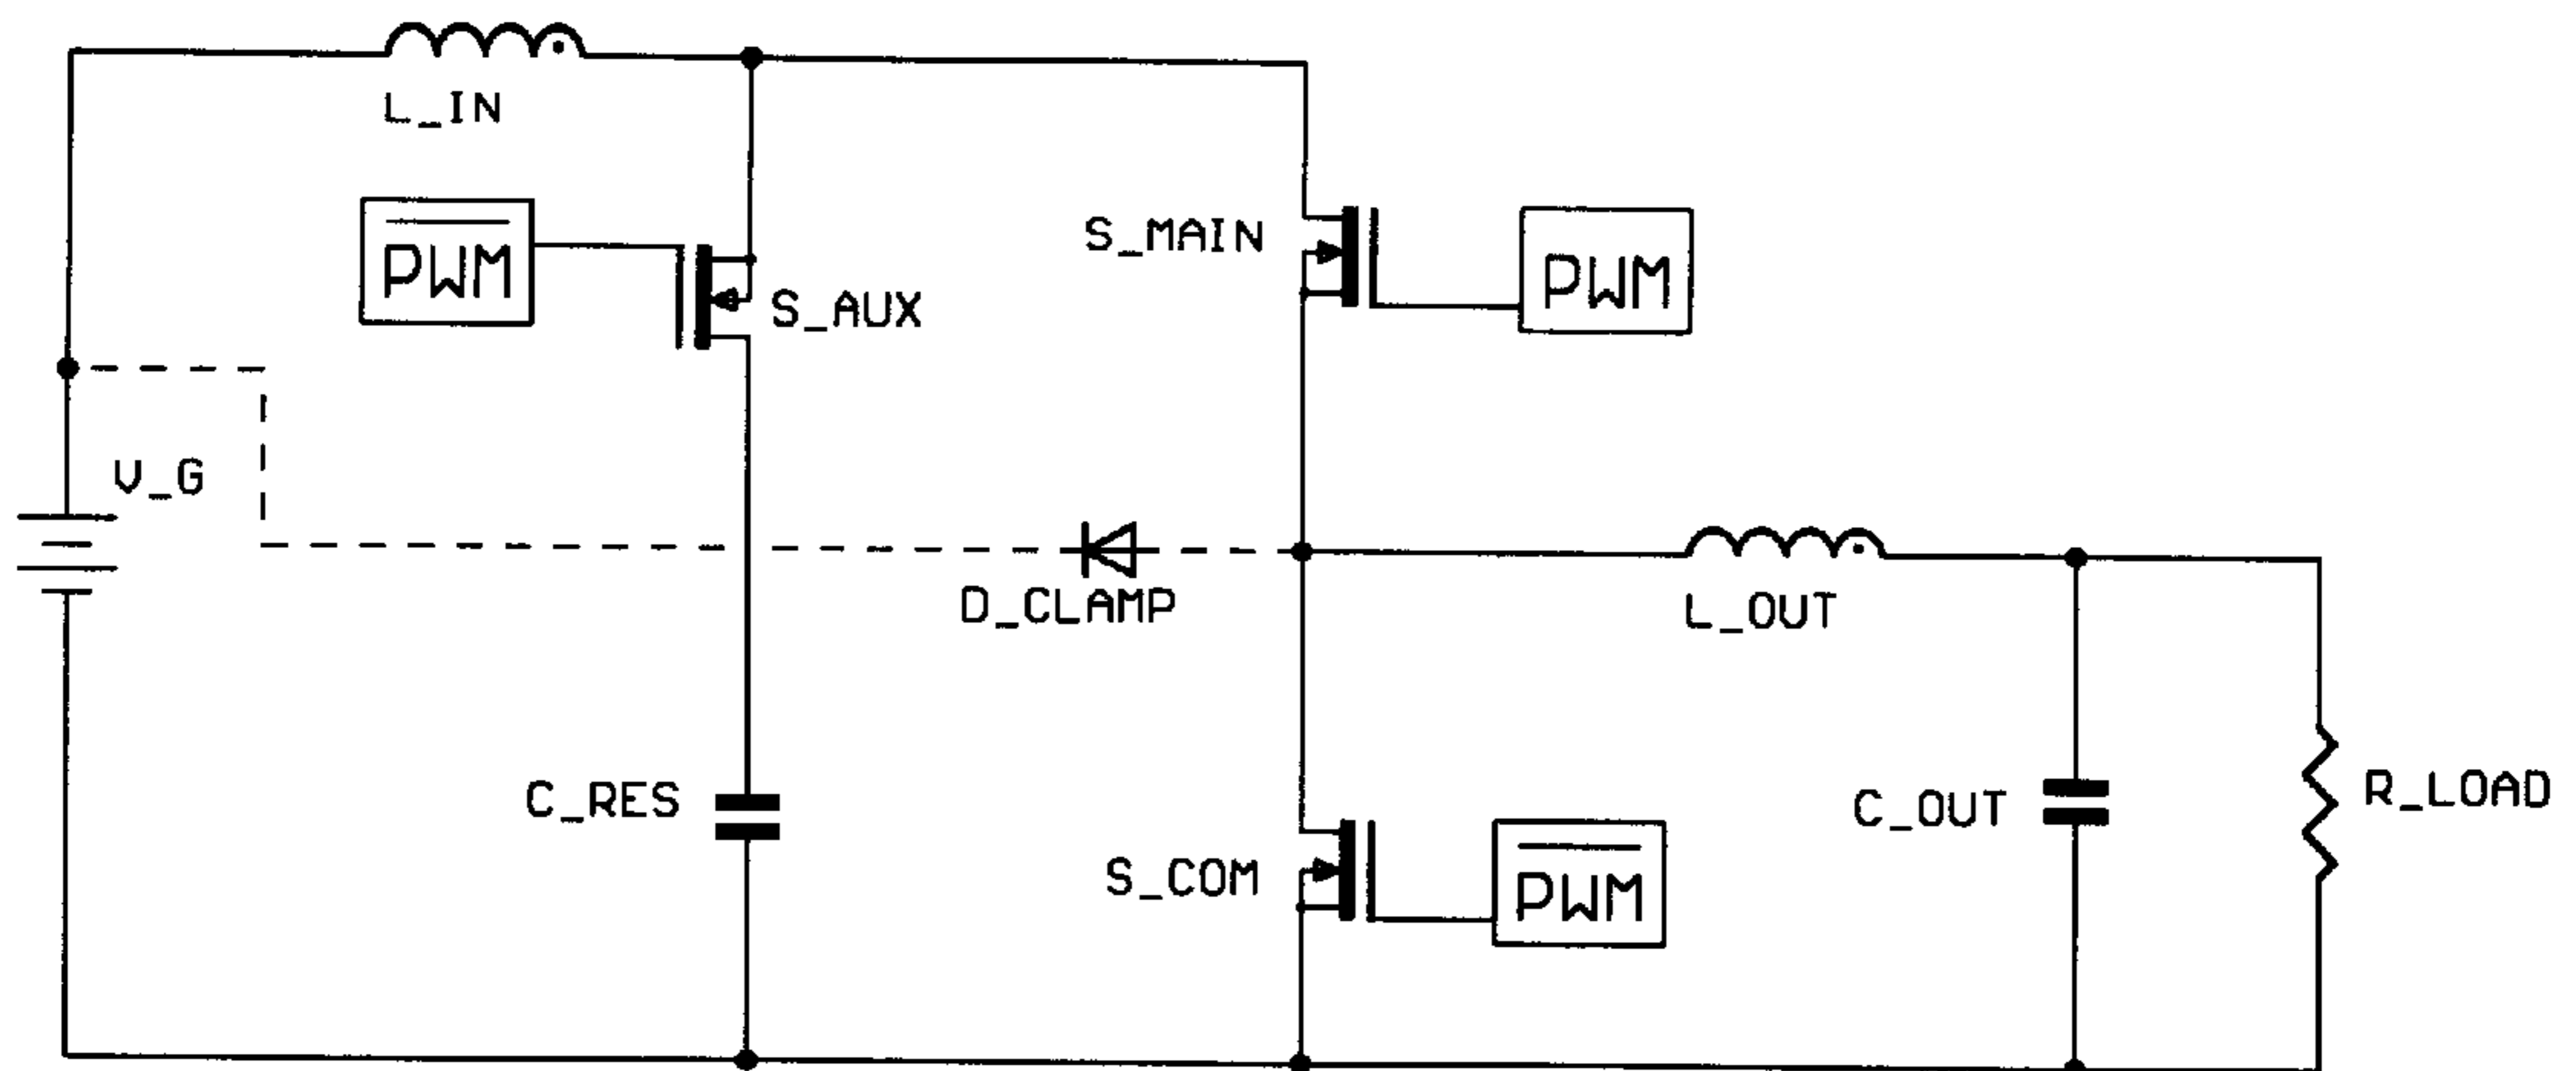 L_IN
PWM
S_AUX
S_MAIN
PWM
V_G
D_CLAMP
L_OUT
C_RES
C_OUT
R_LOAD
S_COM
PWM